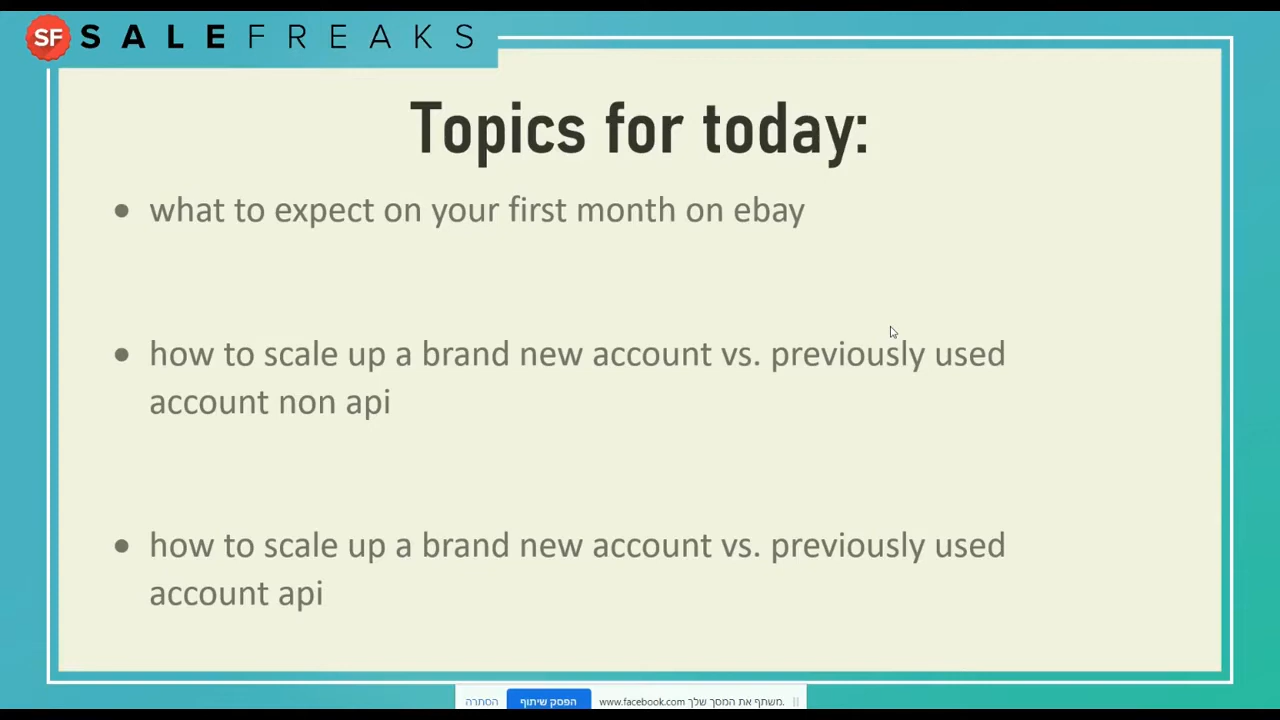 SF SALEFREAKS
Topics for today:
• what to expect on your first month on ebay
• how to scale up a brand new account vs. previously used
account non api
• how to scale up a brand new account vs. previously used
account api
www.facebook.com משתף את המסך שלך.
הפסק שיתוף
הסתרה